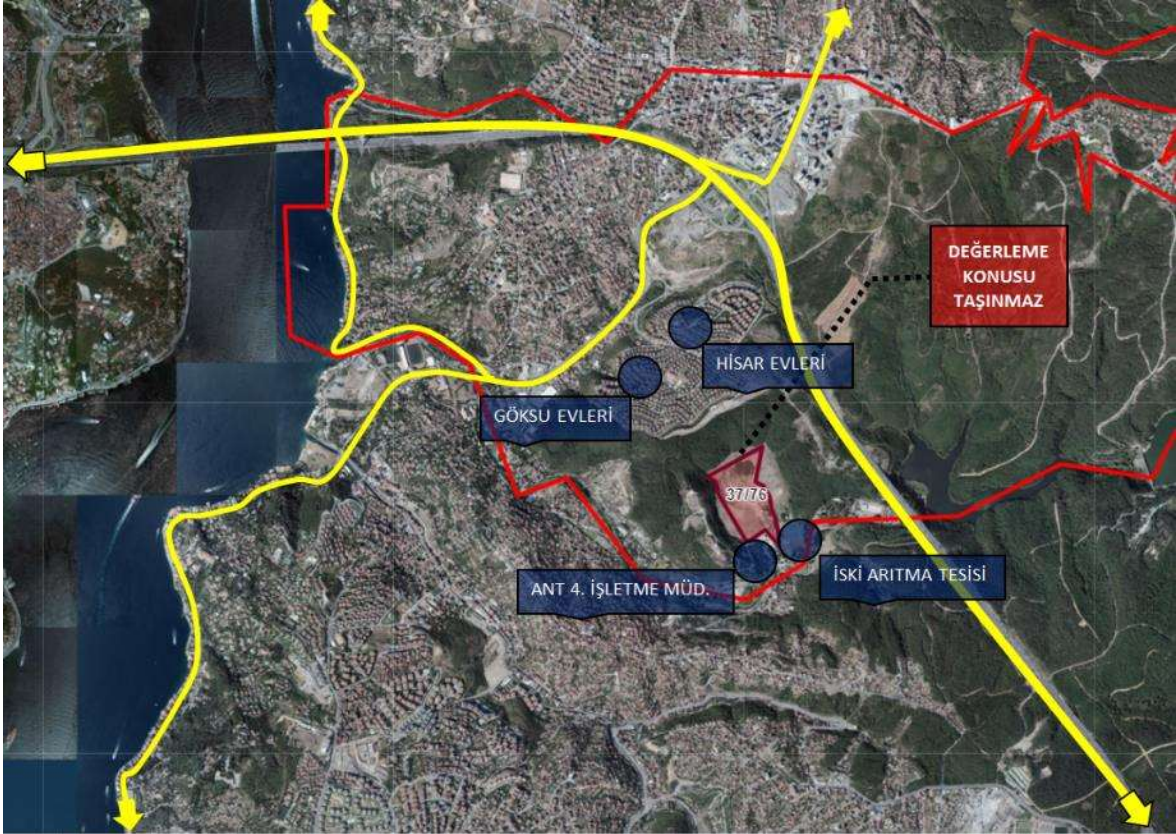 DEĞERLEME
KONUSU
TAŞINMAZ
HİSAR EVLERİ
GÖKSU EVLERİ
37/76
ANT 4. İŞLETME MÜD.
İSKİ ARITMA TESİSİ